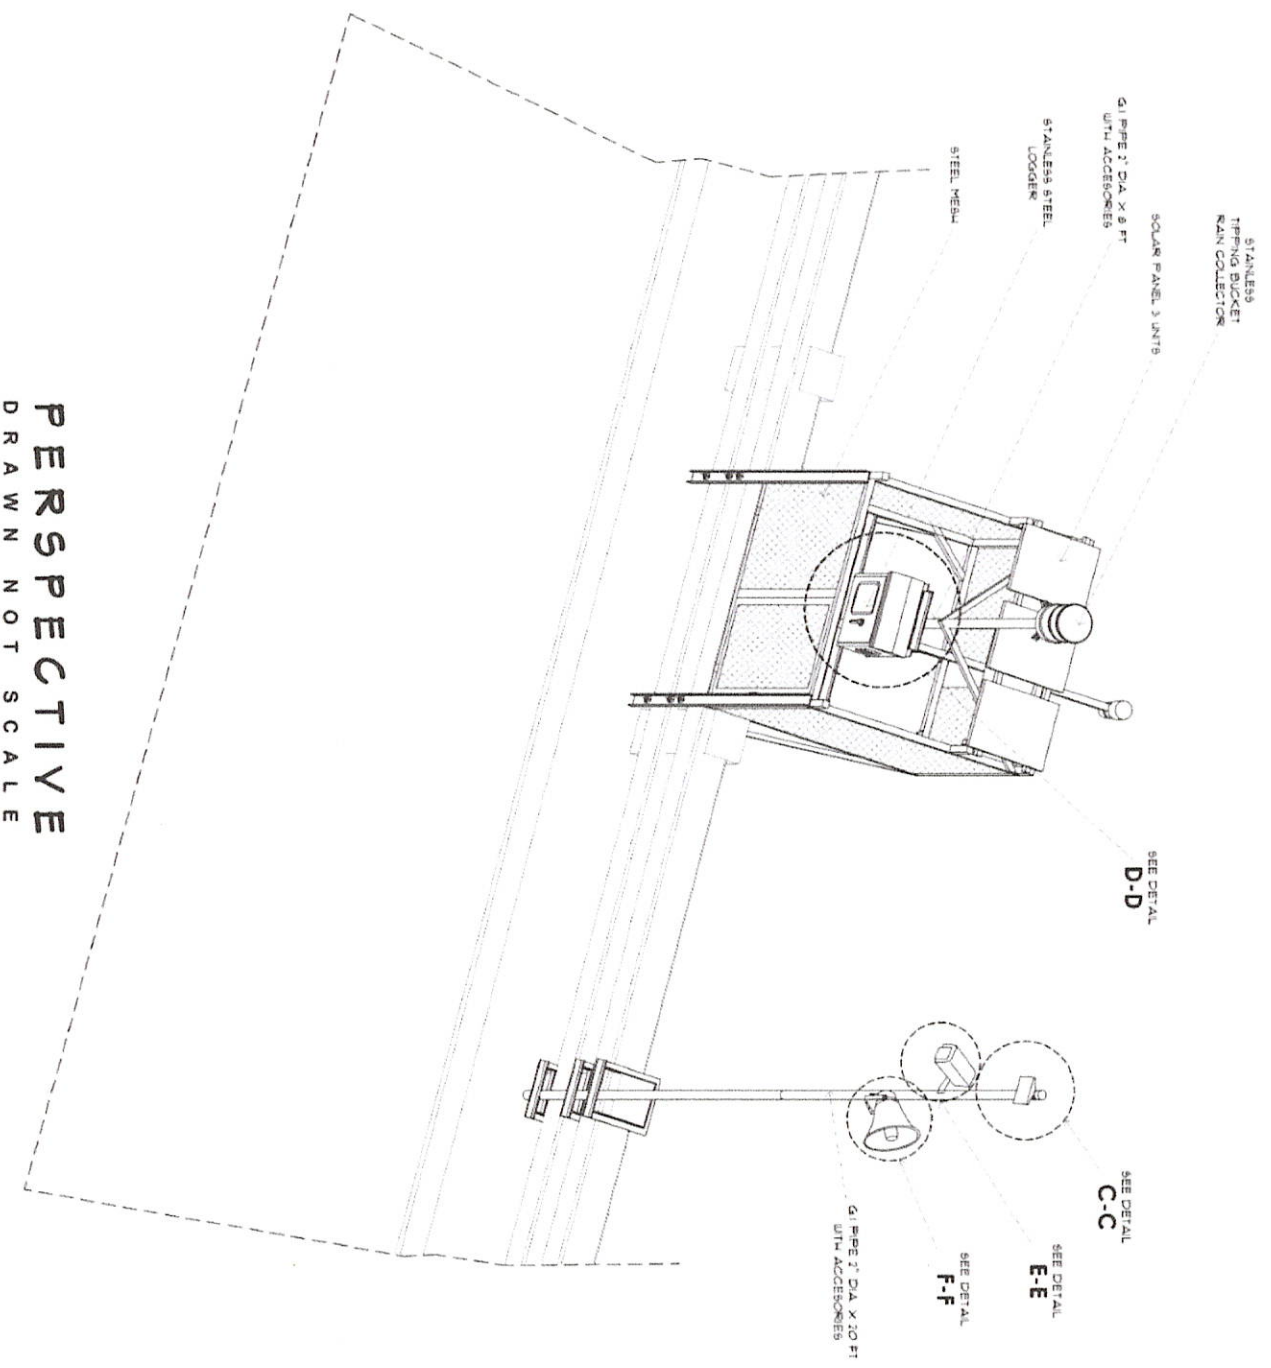 STAINLESS
TIPPING BUCKET
RAIN COLLECTOR
SOLAR PANEL 3 UNITS
G.I PIPE 2" DIA. X 8 FT
WITH ACCESORIES
STAINLESS STEEL
LOGGER
STEEL MESH
SEE DETAIL
D-D
SEE DETAIL
C-C
SEE DETAIL
E-E
SEE DETAIL
F-F
G.I PIPE 2" DIA. X 20 FT
WITH ACCESORIES
PERSPECTIVE
DRAWN NOT SCALE